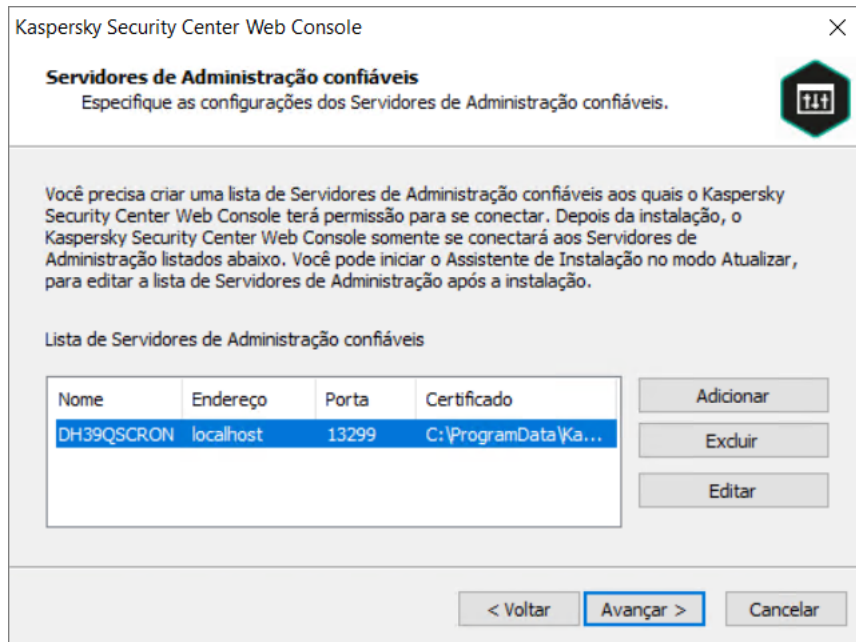 Kaspersky Security Center Web Console
Servidores de Administração confiáveis
Especifique as configurações dos Servidores de Administração confiáveis.
Você precisa criar uma lista de Servidores de Administração confiáveis aos quais o Kaspersky
Security Center Web Console terá permissão para se conectar. Depois da instalação, o
Kaspersky Security Center Web Console somente se conectará aos Servidores de
Administração listados abaixo. Você pode iniciar o Assistente de Instalação no modo Atualizar,
para editar a lista de Servidores de Administração após a instalação.
Lista de Servidores de Administração confiáveis
Nome Endereço Porta Certificado
DH39QSCRON localhost 13299 C:\ProgramData\Ka...
Adicionar
Excluir
Editar
< Voltar Avançar > Cancelar